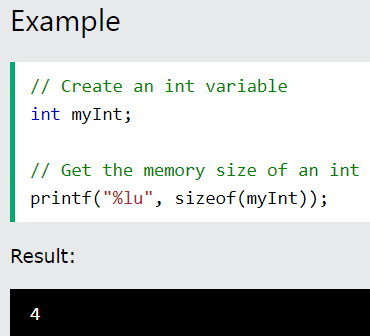 Example
// Create an int variable
int myInt;
// Get the memory size of an int
printf("%lu", sizeof(myInt));
Result:
4